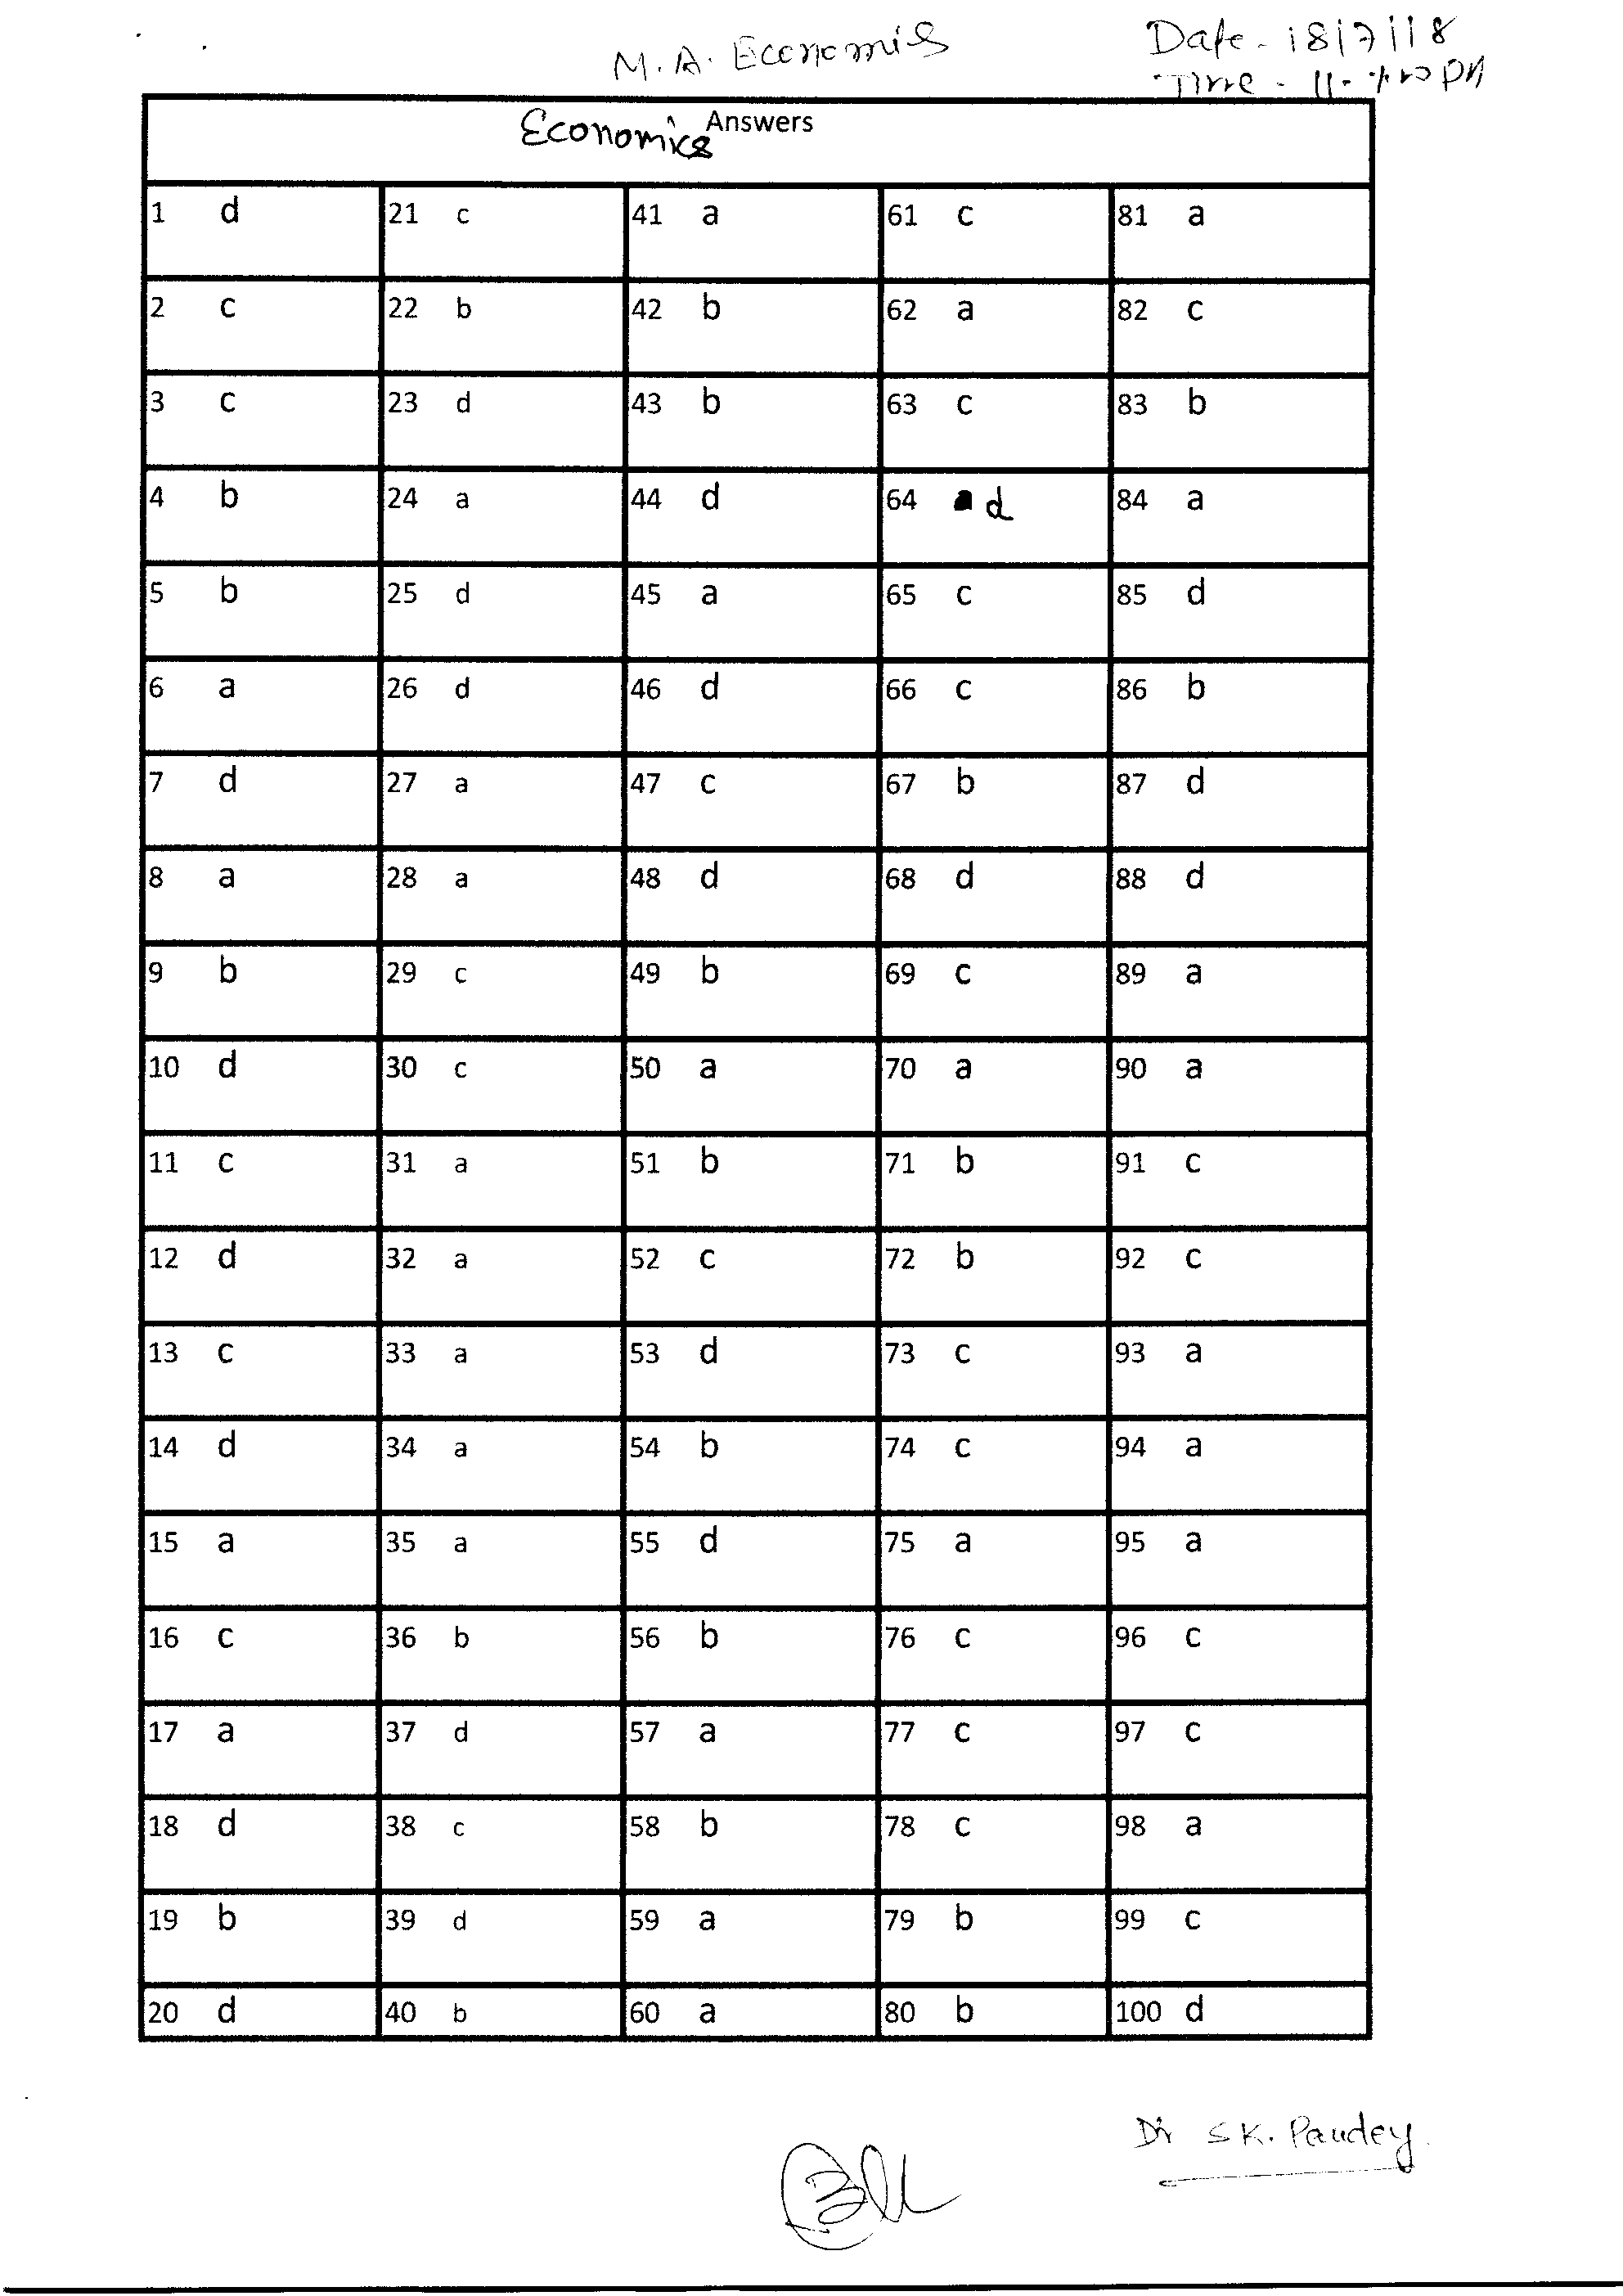 M.A. Economics
Date - 18/7/18
Time - 11-
Economics Answers
1 d 21 c 41 a 61 c 81 a
2 c 22 b 42 b 62 a 82 c
3 c 23 d 43 b 63 c 83 b
4 b 24 a 44 d 64 d 84 a
5 b 25 d 45 a 65 c 85 d
6 a 26 d 46 d 66 c 86 b
7 d 27 a 47 c 67 b 87 d
8 a 28 a 48 d 68 d 88 d
9 b 29 c 49 b 69 c 89 a
10 d 30 c 50 a 70 a 90 a
11 c 31 a 51 b 71 b 91 c
12 d 32 a 52 c 72 b 92 c
13 c 33 a 53 d 73 c 93 a
14 d 34 a 54 b 74 c 94 a
15 a 35 a 55 d 75 a 95 a
16 c 36 b 56 b 76 c 96 c
17 a 37 d 57 a 77 c 97 c
18 d 38 c 58 b 78 c 98 a
19 b 39 d 59 a 79 b 99 c
20 d 40 b 60 a 80 b 100 d
Dr S K. Pandey.